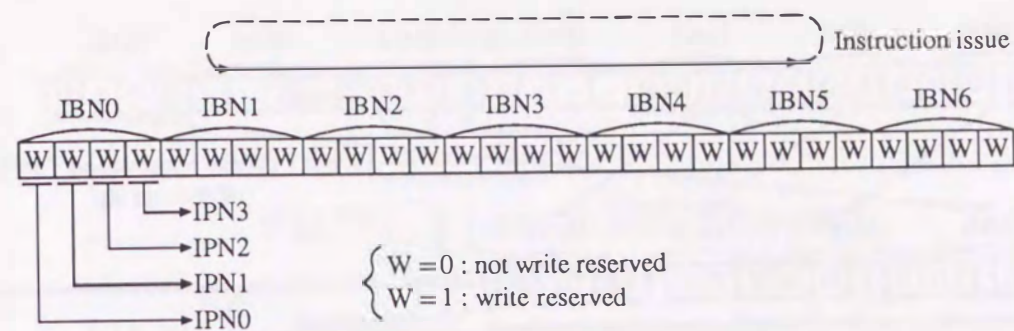 Instruction issue
IBN0 IBN1 IBN2 IBN3 IBN4 IBN5 IBN6
W W W W W W W W W W W W W W W W W W W W W W W W W W W W
IPN3
IPN2
IPN1
IPN0
W = 0 : not write reserved
W = 1 : write reserved